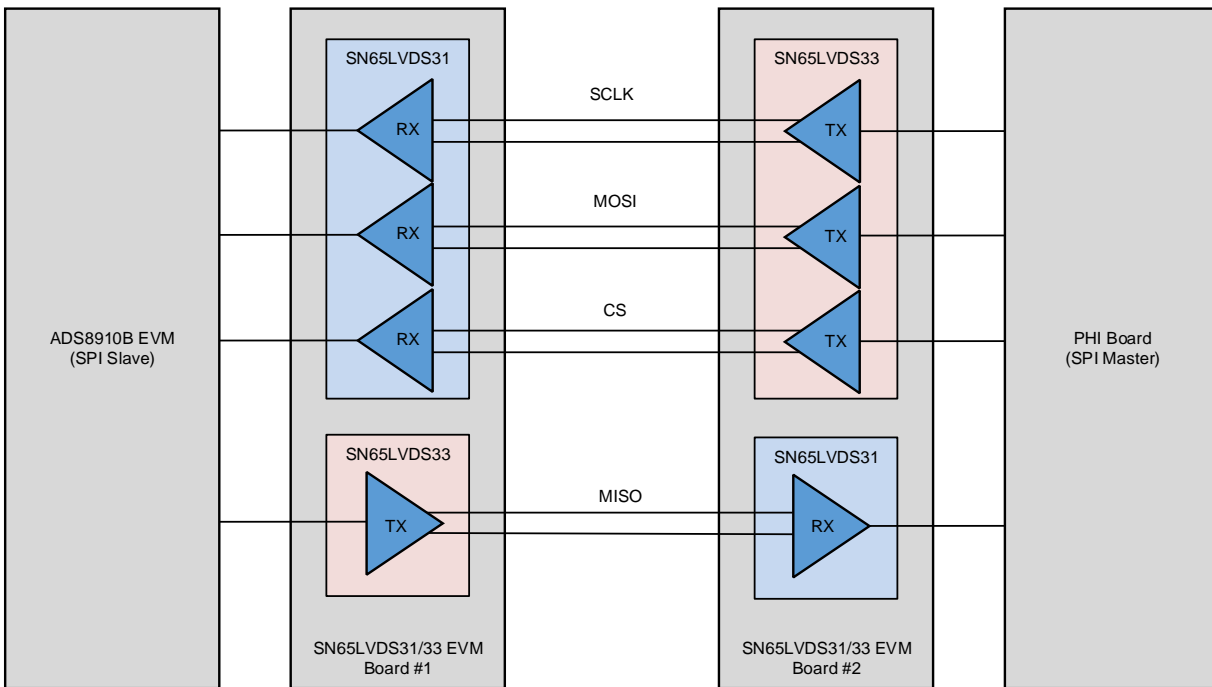 SN65LVDS31
SN65LVDS33
SCLK
RX
TX
MOSI
RX
TX
CS
RX
TX
ADS8910B EVM
(SPI Slave)
PHI Board
(SPI Master)
SN65LVDS33
SN65LVDS31
MISO
TX
RX
SN65LVDS31/33 EVM
Board #1
SN65LVDS31/33 EVM
Board #2